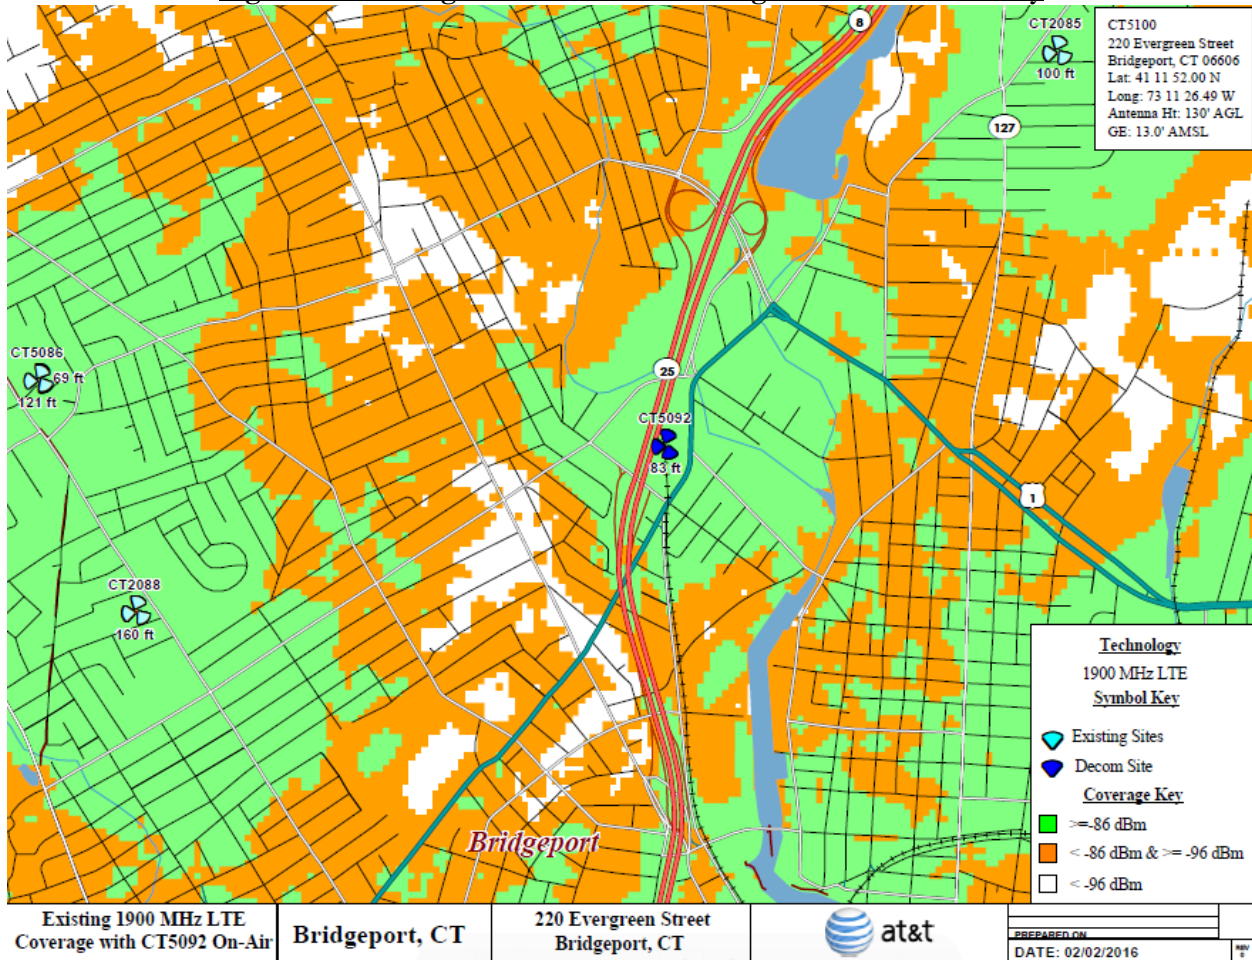 8
CT2085
100 ft
CT5100
220 Evergreen Street
Bridgeport, CT 06606
Lat: 41 11 52.00 N
Long: 73 11 26.49 W
Antenna Ht: 130' AGL
GE: 13.0' AMSL
127
CT5086
69 ft
121 ft
25
CT5092
83 ft
1
CT2088
160 ft
Bridgeport
Technology
1900 MHz LTE
Symbol Key
Existing Sites
Decom Site
Coverage Key
>=-86 dBm
< -86 dBm & >= -96 dBm
< -96 dBm
Existing 1900 MHz LTE
Coverage with CT5092 On-Air
Bridgeport, CT
220 Evergreen Street
Bridgeport, CT
at&t
PREPARED ON
DATE: 02/02/2016
REV